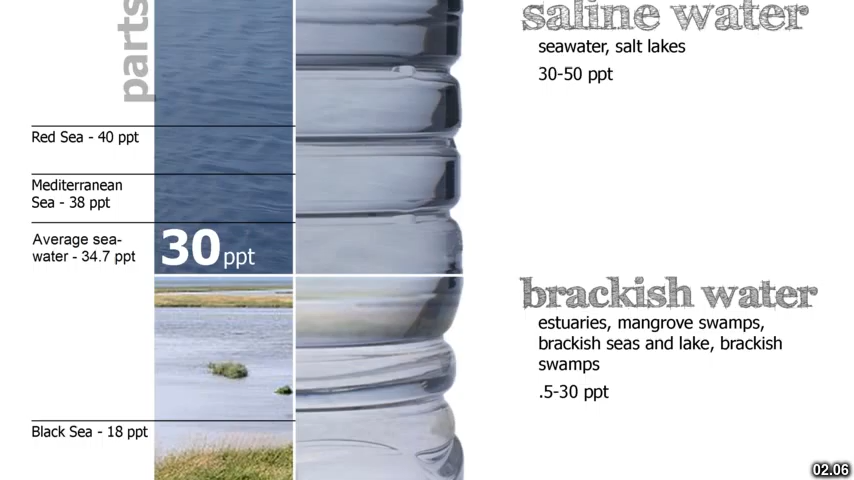 parts
saline water
seawater, salt lakes
30-50 ppt
Red Sea - 40 ppt
Mediterranean
Sea - 38 ppt
Average sea-
water - 34.7 ppt
30 ppt
brackish water
estuaries, mangrove swamps,
brackish seas and lake, brackish
swamps
.5-30 ppt
Black Sea - 18 ppt
02.06